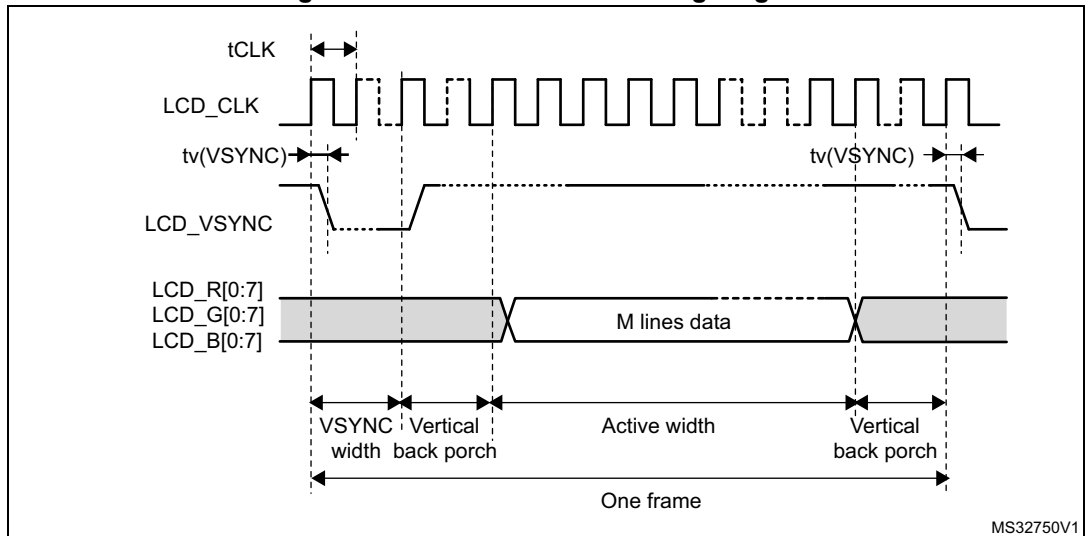 tCLK
LCD_CLK
tv(VSYNC)
tv(VSYNC)
LCD_VSYNC
LCD_R[0:7]
LCD_G[0:7]
LCD_B[0:7]
M lines data
VSYNC width
Vertical back porch
Active width
Vertical back porch
One frame
MS32750V1